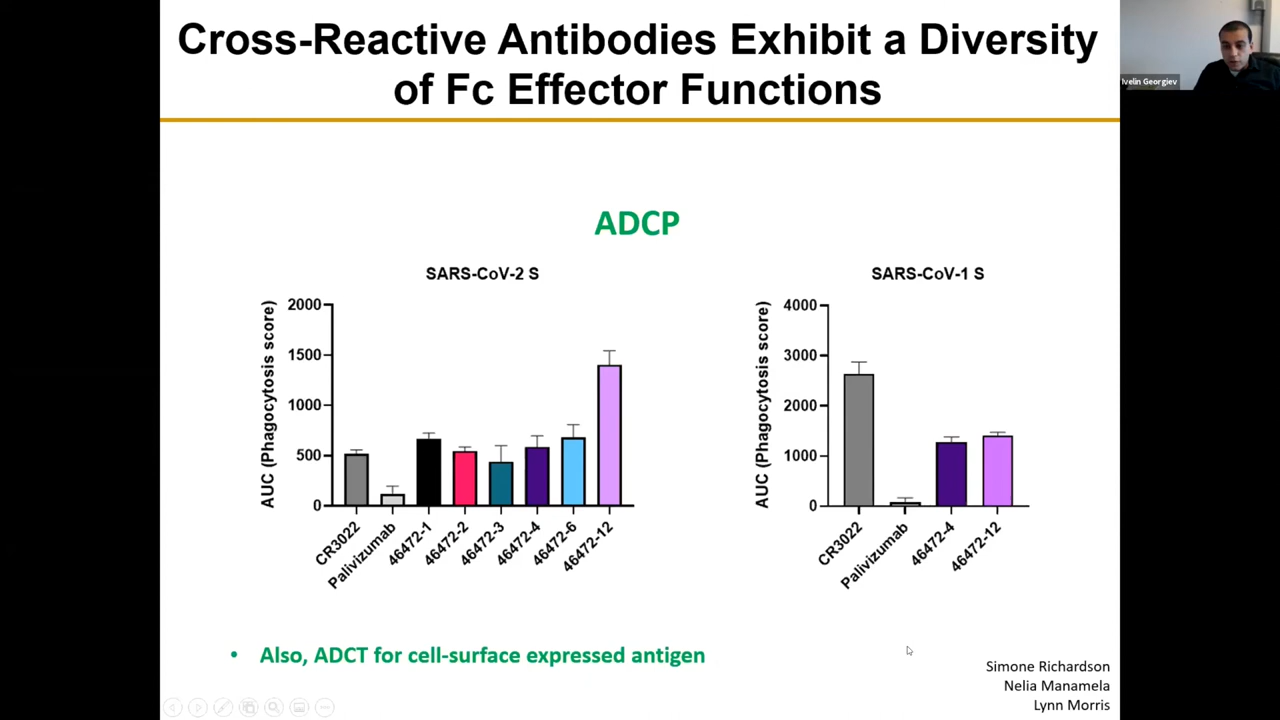 Cross-Reactive Antibodies Exhibit a Diversity
of Fc Effector Functions
Ivelin Georgiev
ADCP
SARS-CoV-2 S
AUC (Phagocytosis score)
2000
1500
1000
500
0
CR3022
Palivizumab
46472-1
46472-2
46472-3
46472-4
46472-6
46472-12
SARS-CoV-1 S
AUC (Phagocytosis score)
4000
3000
2000
1000
0
CR3022
Palivizumab
46472-4
46472-12
• Also, ADCT for cell-surface expressed antigen
Simone Richardson
Nelia Manamela
Lynn Morris